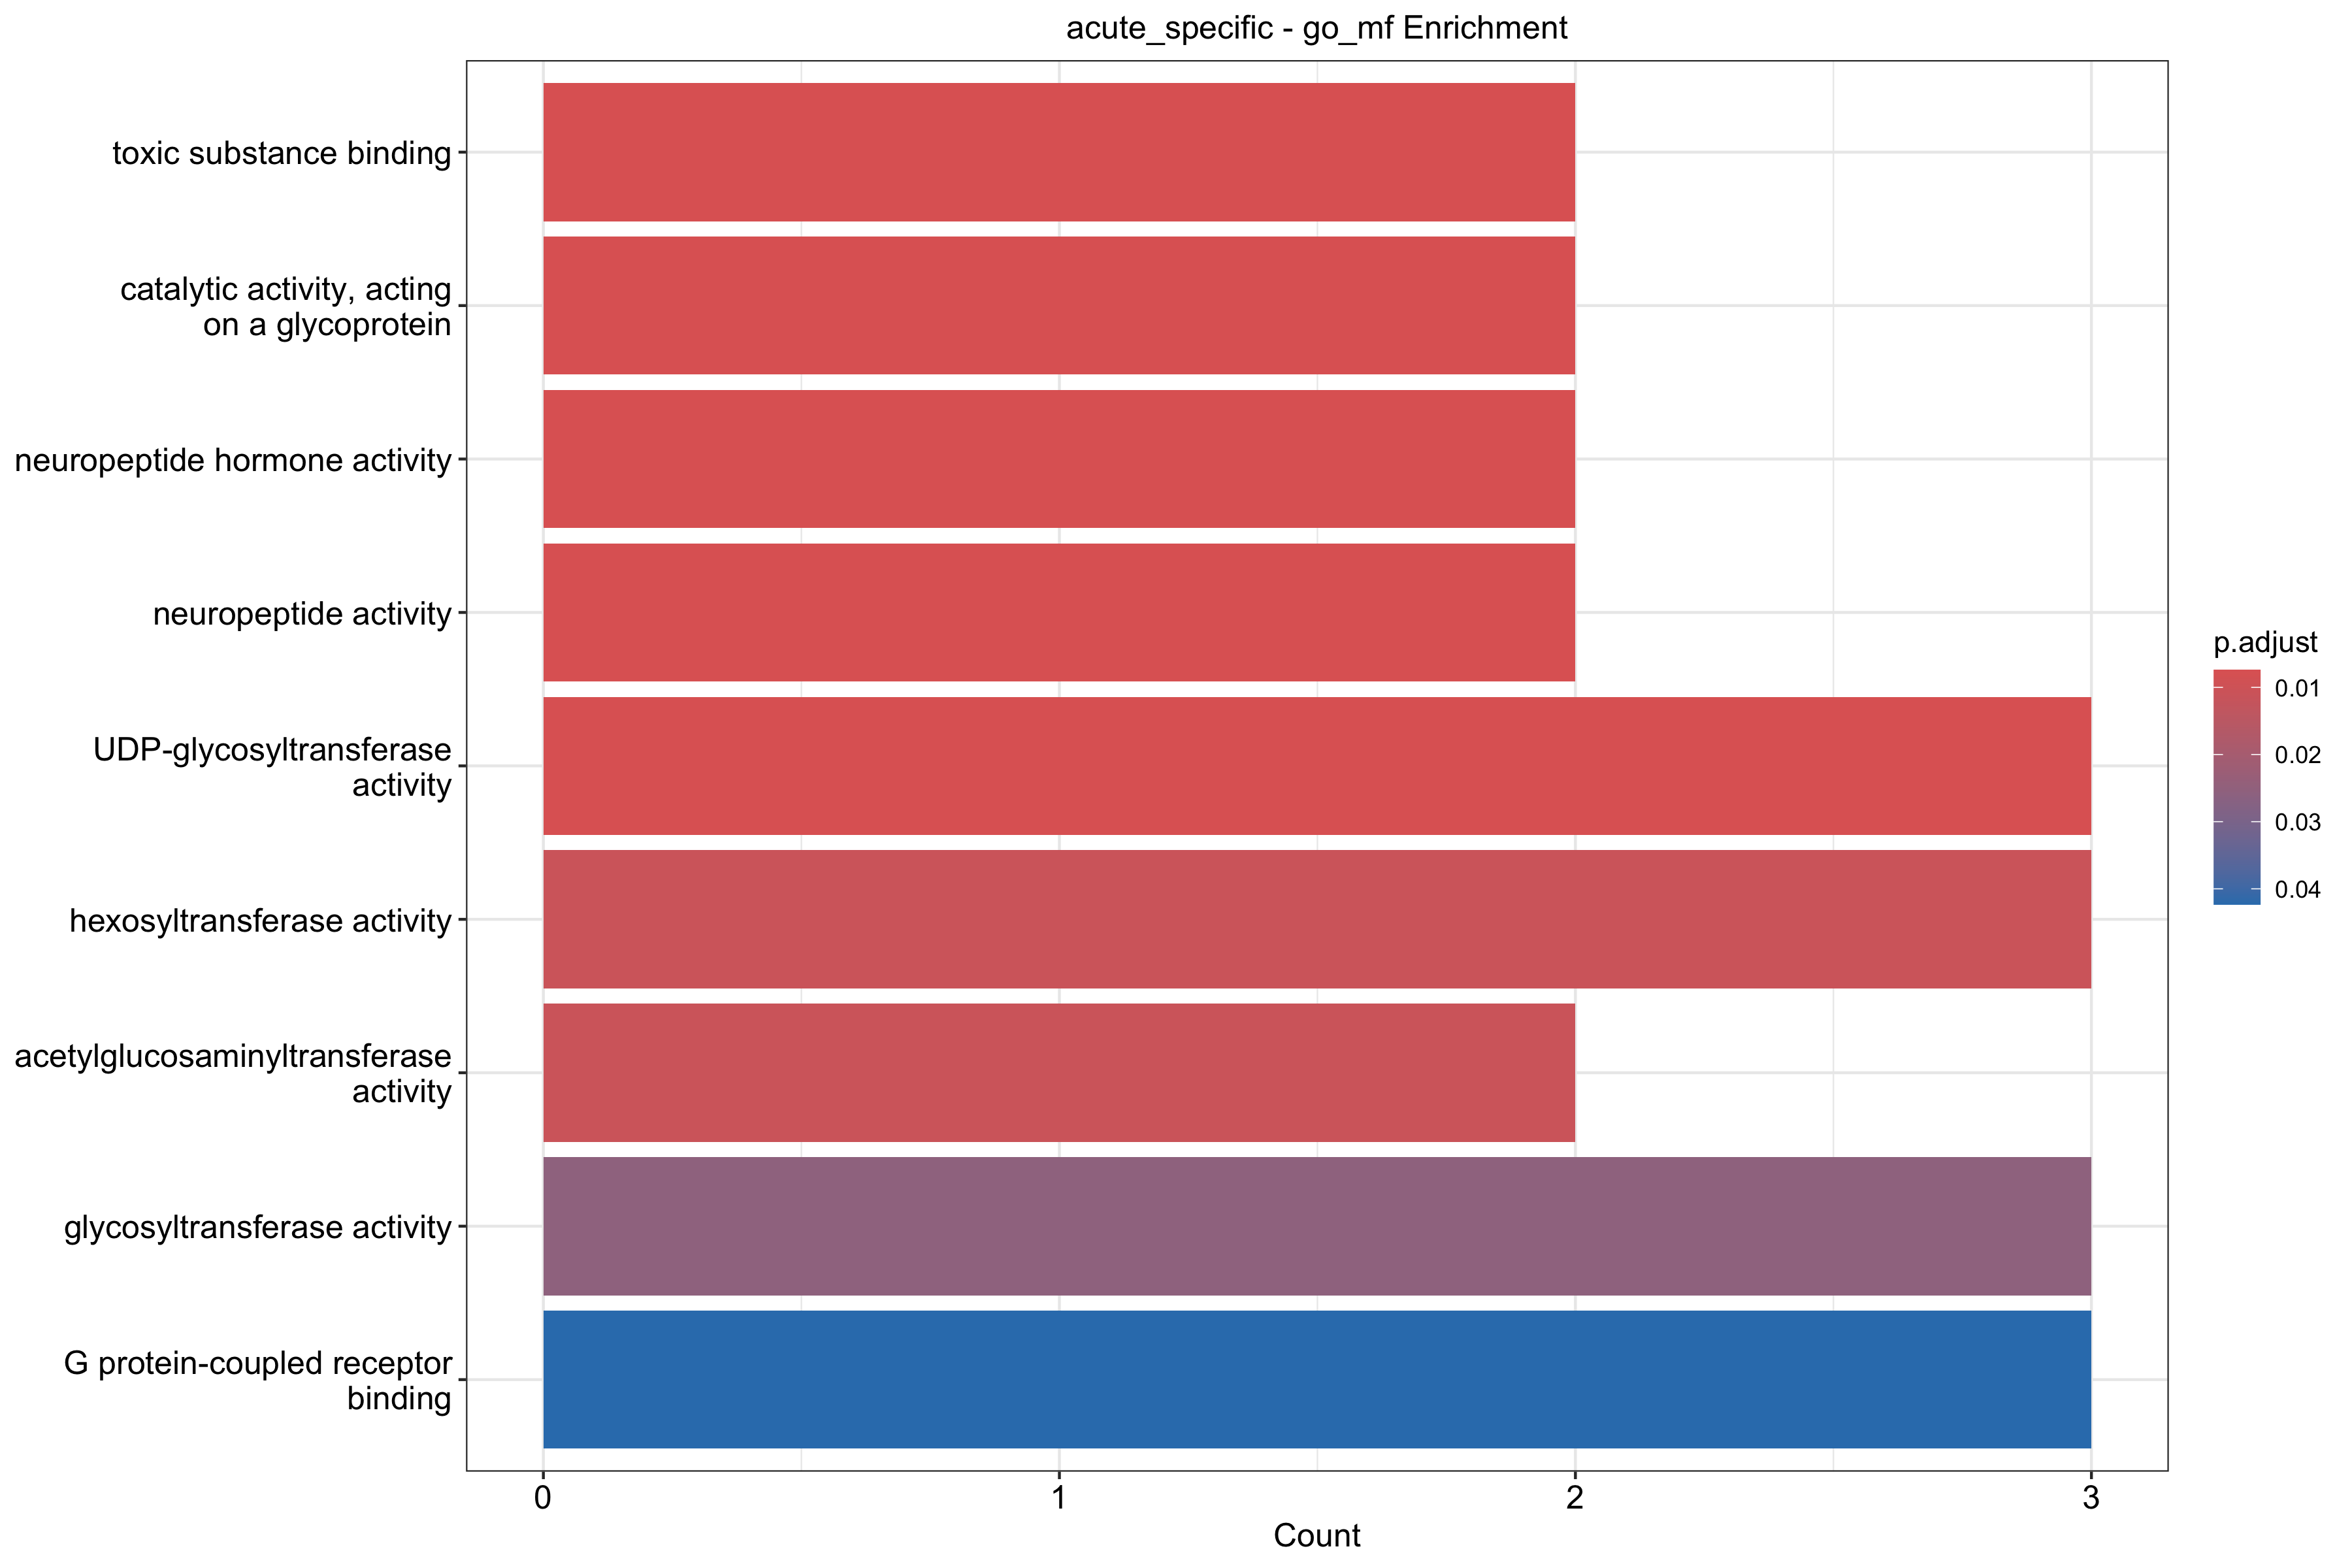 acute_specific - go_mf Enrichment
toxic substance binding
catalytic activity, acting
on a glycoprotein
neuropeptide hormone activity
neuropeptide activity
UDP-glycosyltransferase
activity
hexosyltransferase activity
acetylglucosaminyltransferase
activity
glycosyltransferase activity
G protein-coupled receptor
binding
0 1 2 3
Count
p.adjust
0.01
0.02
0.03
0.04